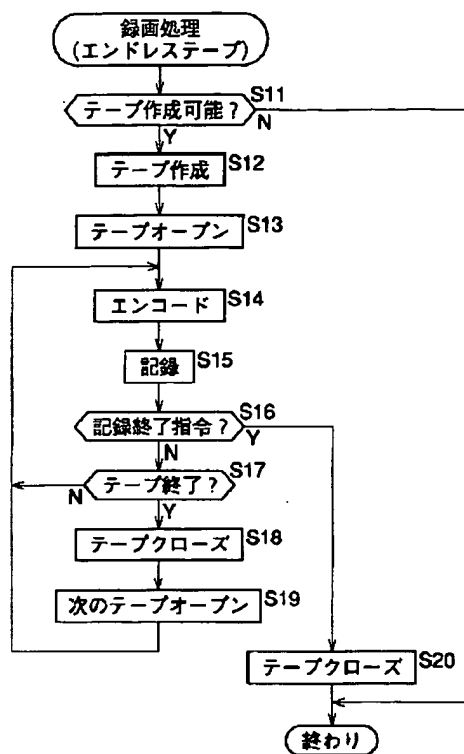 録画処理
(エンドレステープ)
テープ作成可能?
S11
N
Y
テープ作成
S12
テープオープン
S13
エンコード
S14
記録
S15
記録終了指令?
S16
Y
N
テープ終了?
S17
N
Y
テープクローズ
S18
次のテープオープン
S19
テープクローズ
S20
終わり